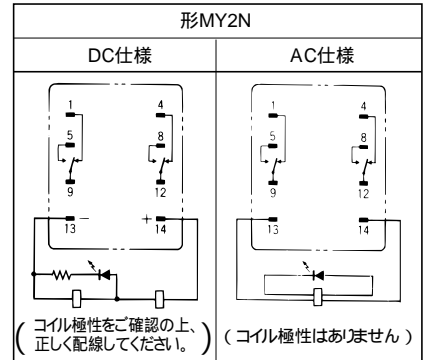 形MY2N
DC仕様
AC仕様
1 4
5 8
9 12
13 − + 14
(コイル極性をご確認の上、
正しく配線してください。)
1 4
5 8
9 12
13 14
(コイル極性はありません)